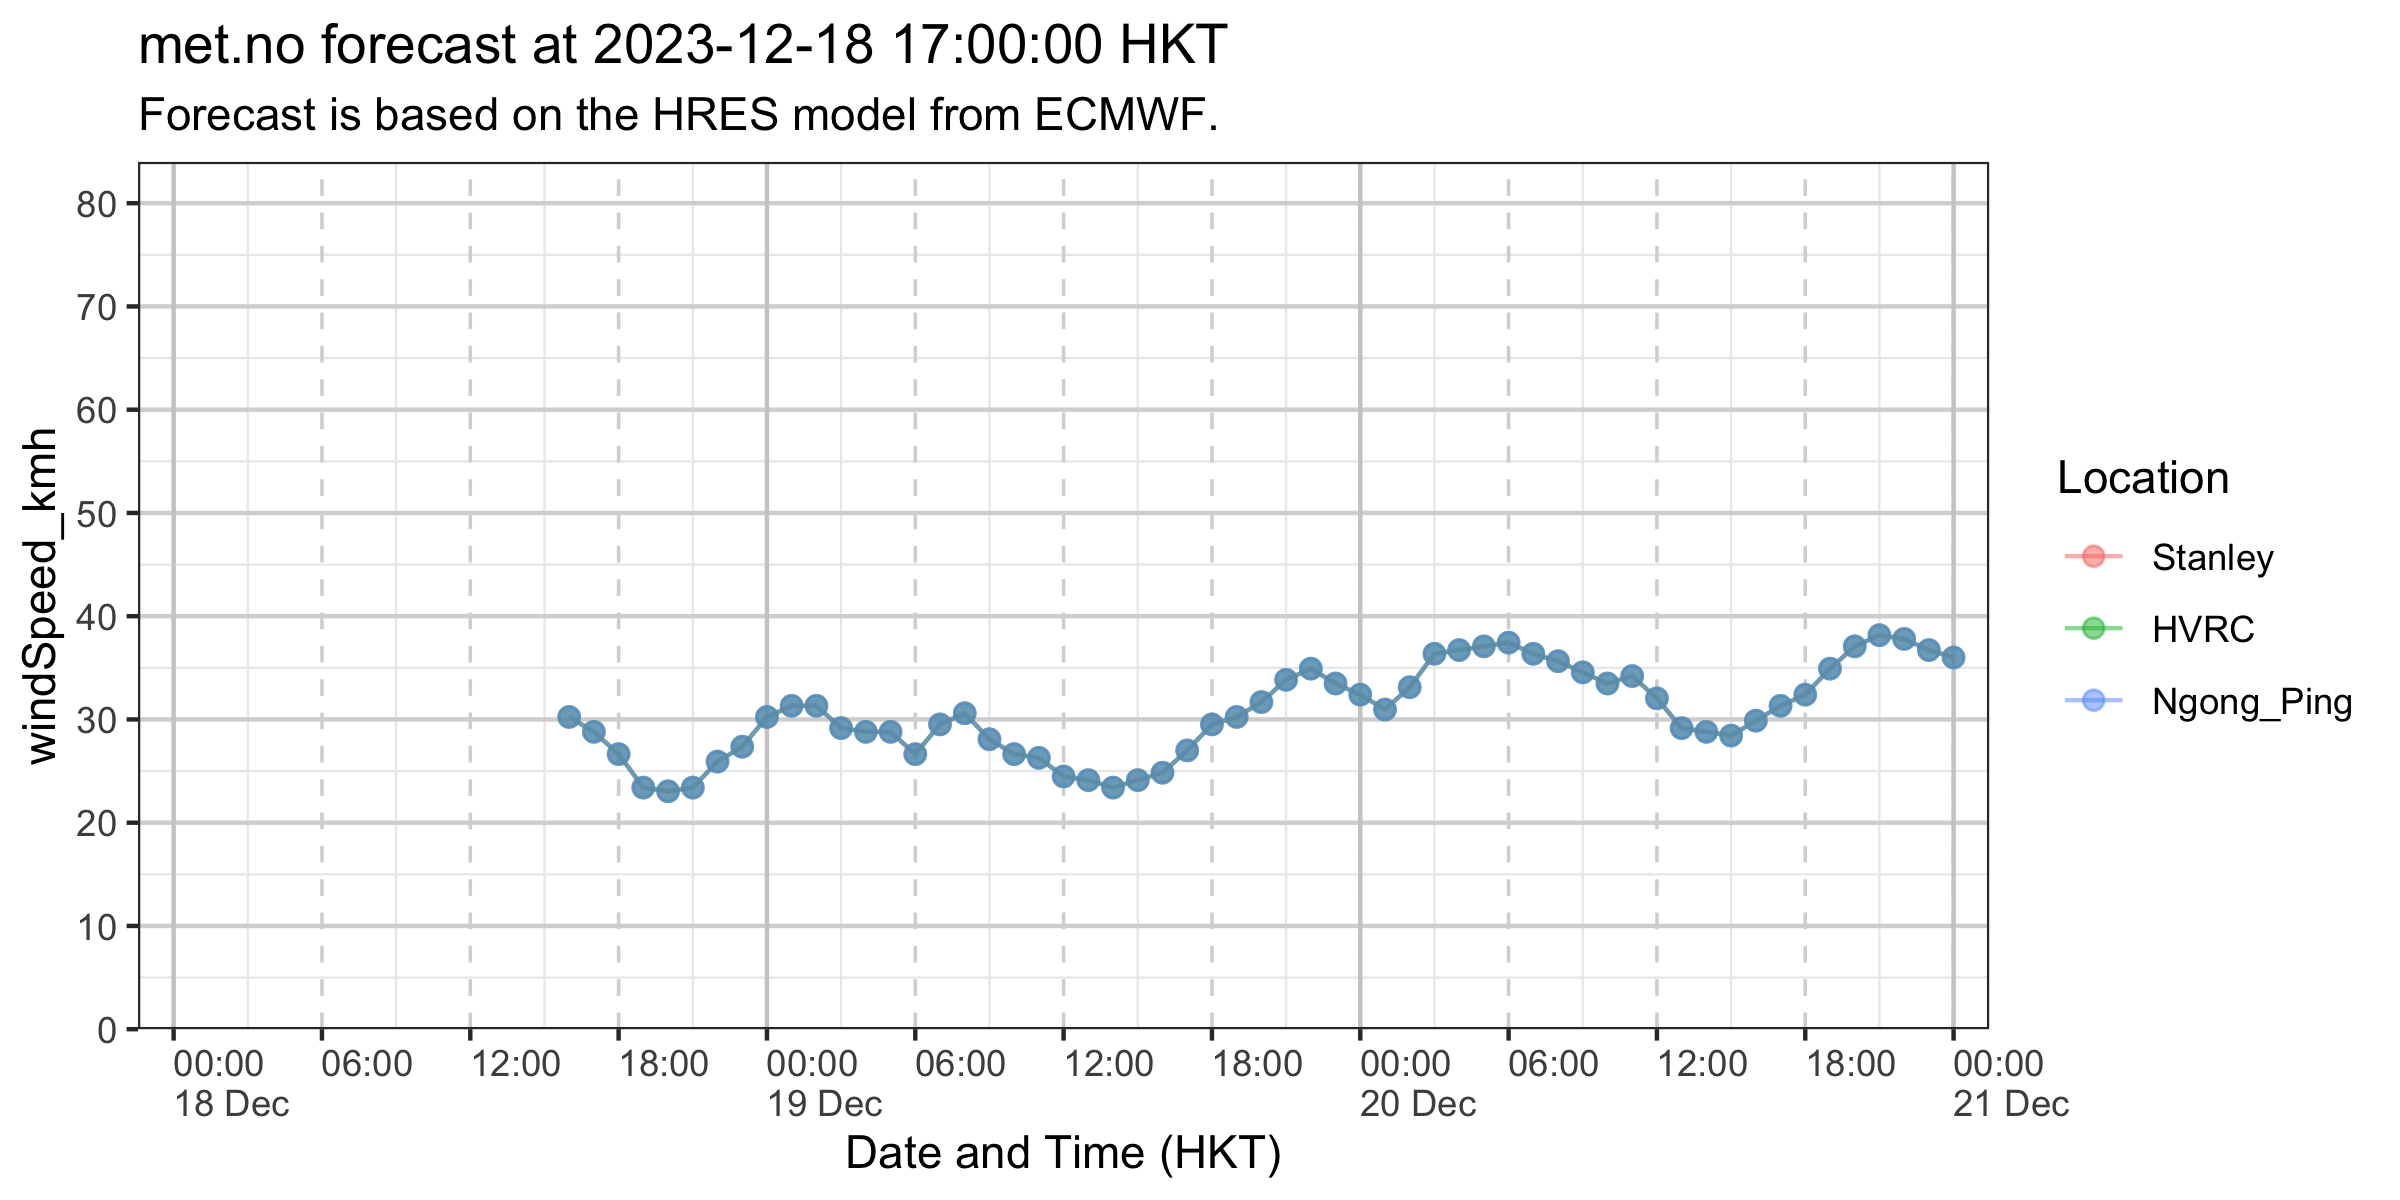 met.no forecast at 2023-12-18 17:00:00 HKT
Forecast is based on the HRES model from ECMWF.
windSpeed_kmh
80
70
60
50
40
30
20
10
0
00:00 06:00 12:00 18:00 00:00 06:00 12:00 18:00 00:00 06:00 12:00 18:00 00:00
18 Dec 19 Dec 20 Dec 21 Dec
Date and Time (HKT)
Location
Stanley
HVRC
Ngong_Ping